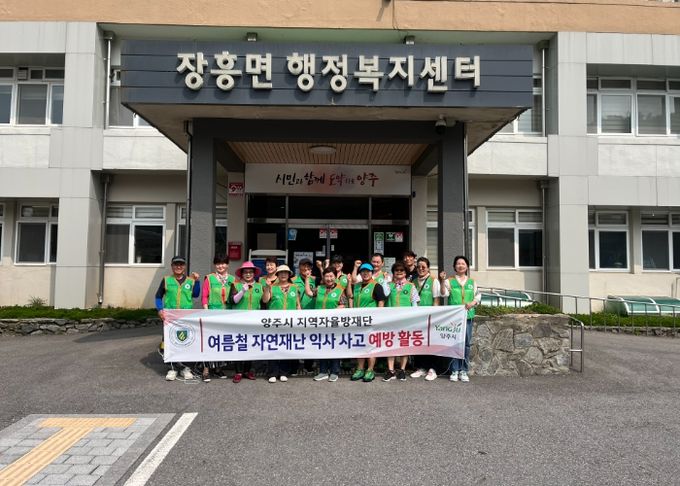 장흥면 행정복지센터
시민과 함께 도약하는 양주
양주시 지역자율방재단
여름철 자연재난 익사 사고 예방 활동
Yangju
양주시